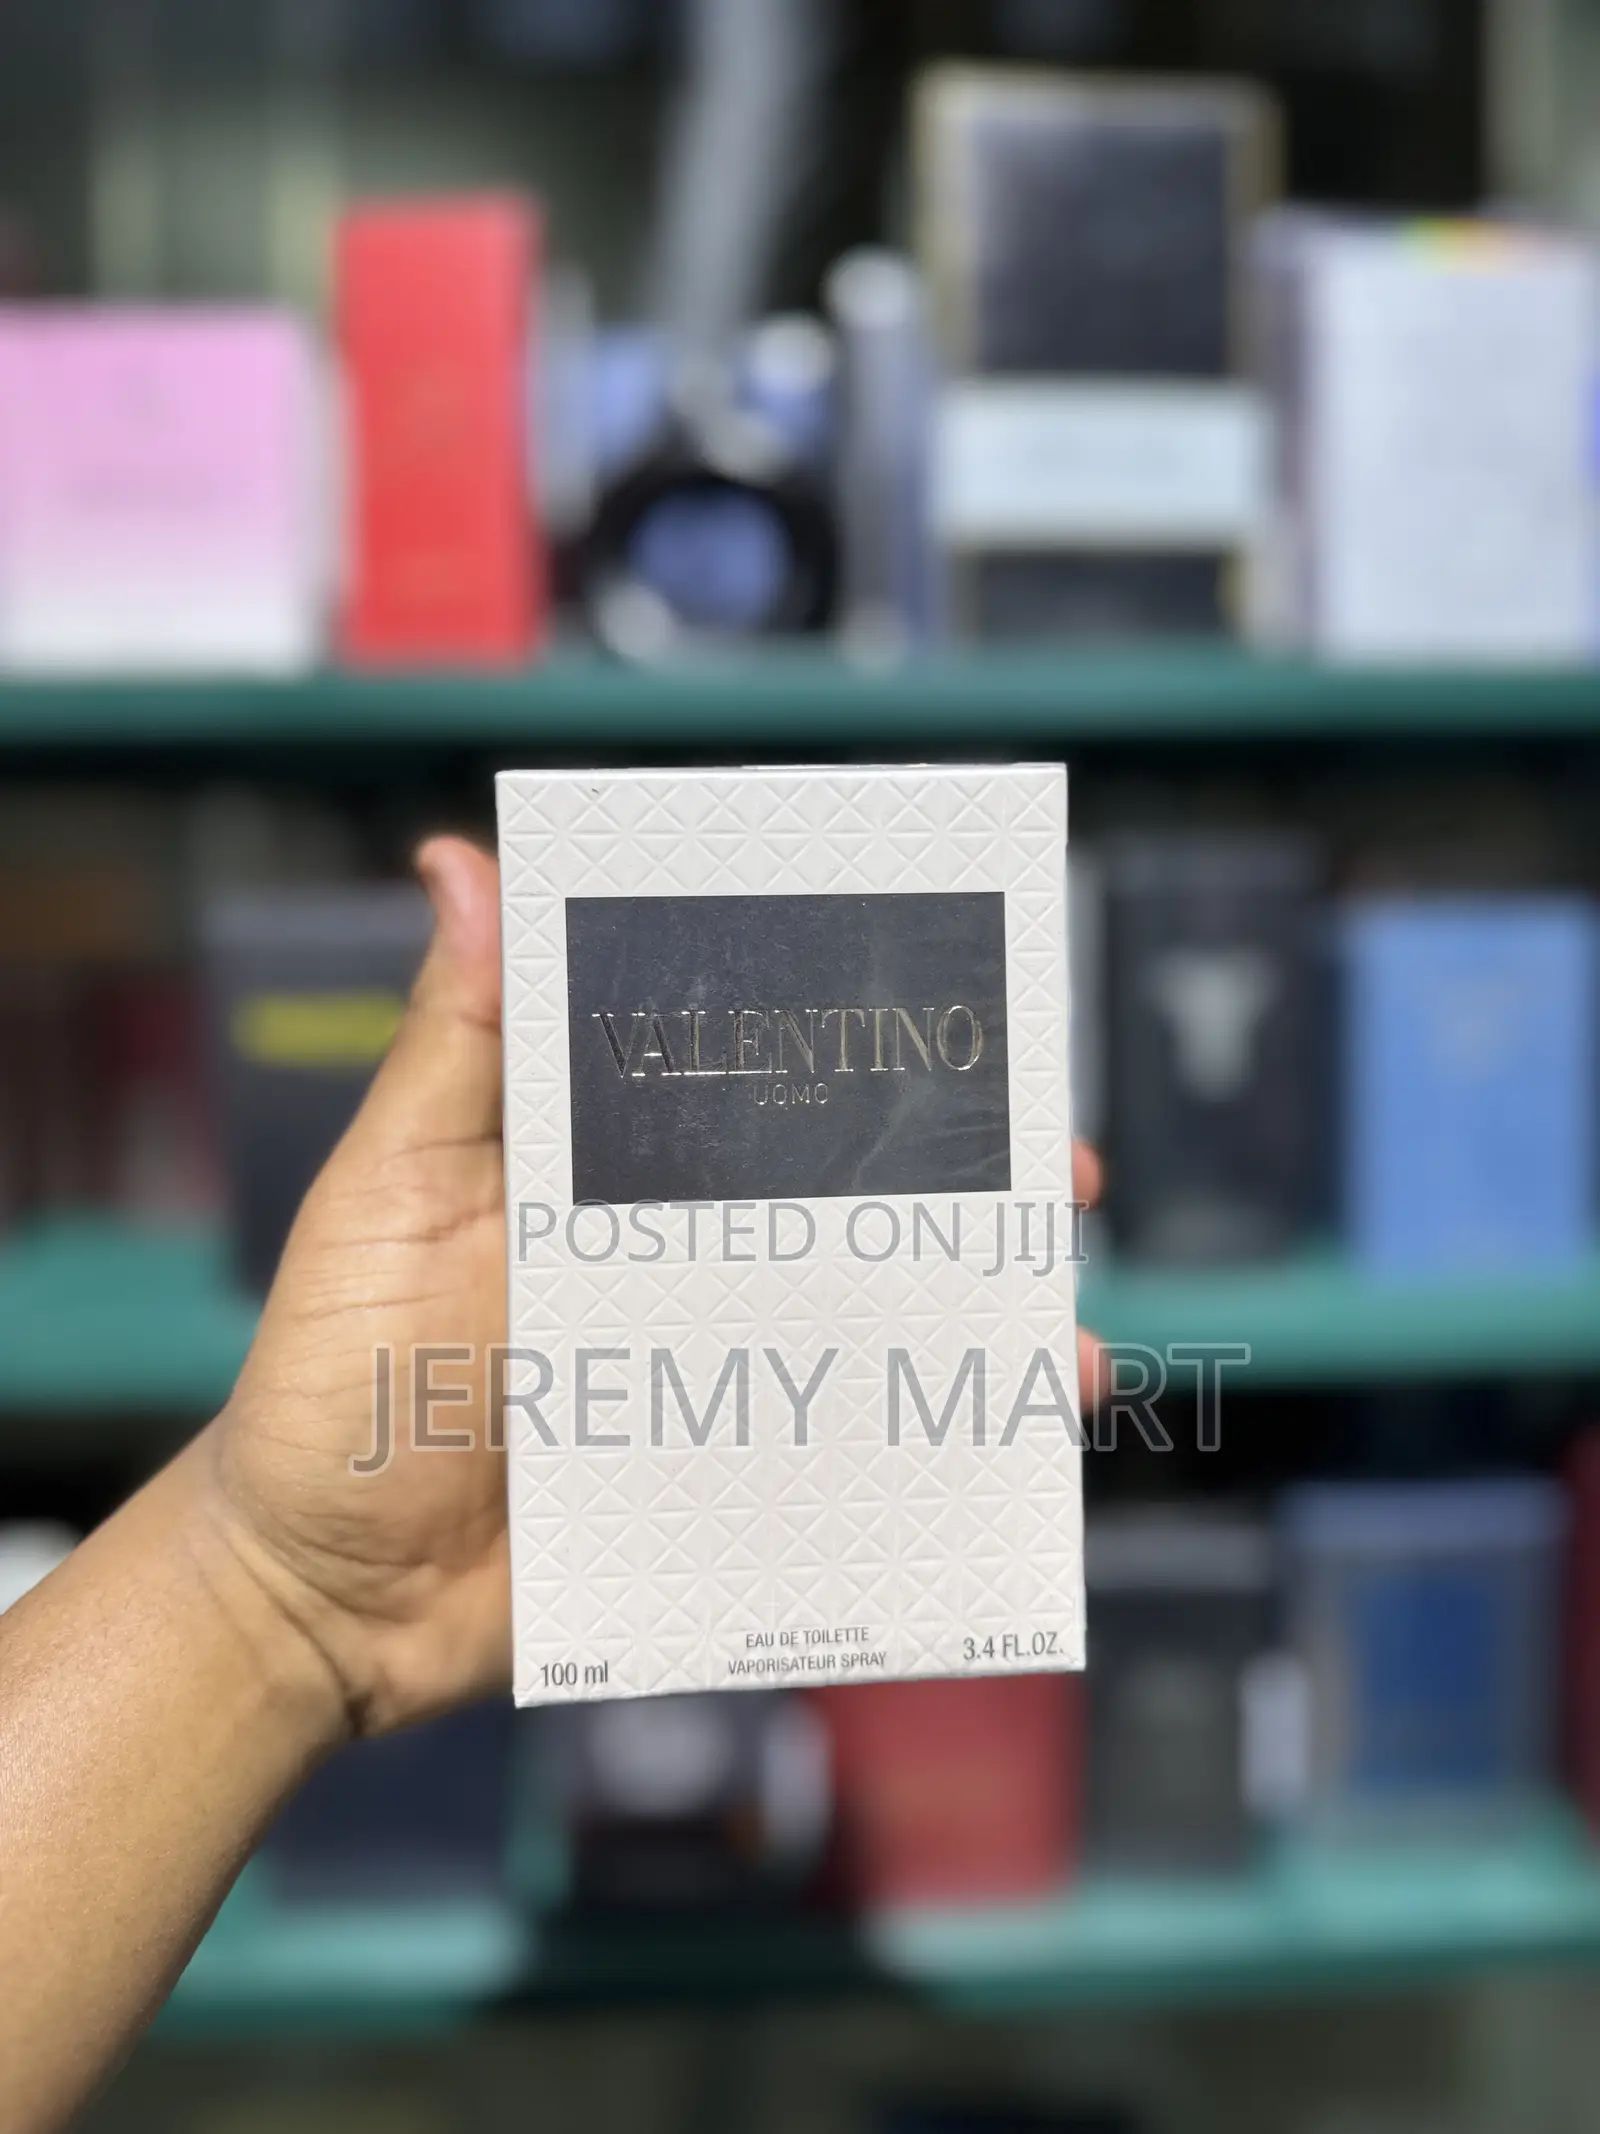 VALENTINO
UOMO
POSTED ON JIJI
JEREMY MART
EAU DE TOILETTE
VAPORISATEUR SPRAY
100 ml
3.4 FL.OZ.